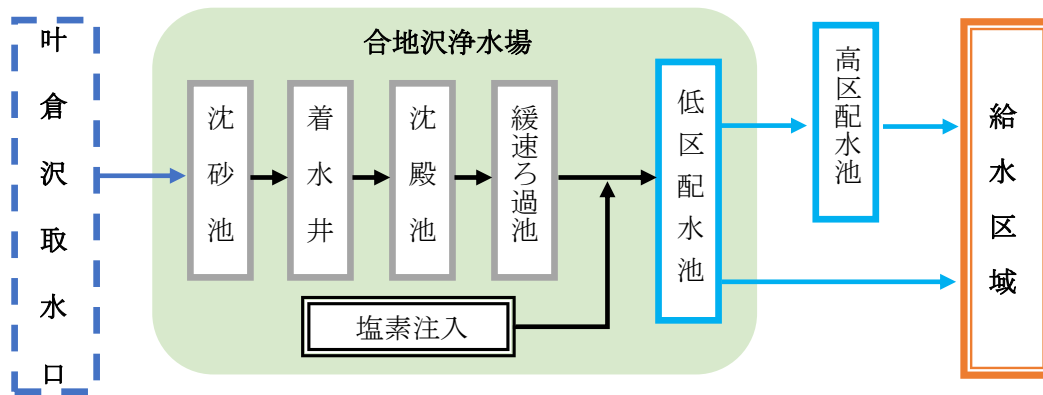 叶倉沢取水口
合地沢浄水場
沈砂池
着水井
沈殿池
緩速ろ過池
塩素注入
低区配水池
高区配水池
給水区域